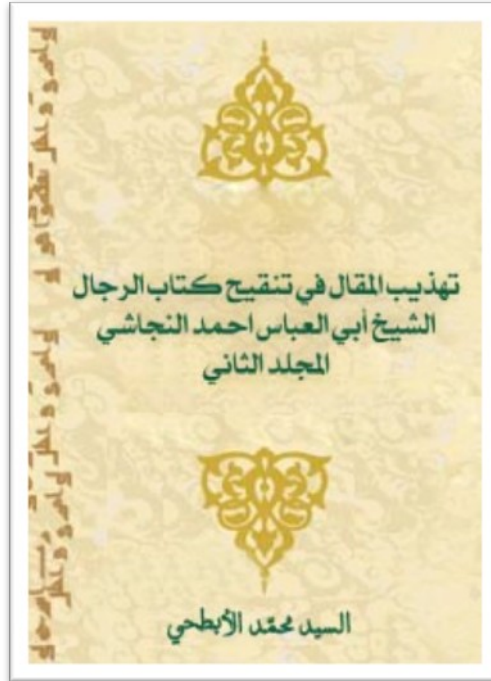 تهذيب المقال في تنقيح كتاب الرجال
الشيخ أبي العباس احمد النجاشي
المجلد الثاني
السيد محمّد الأبطحي